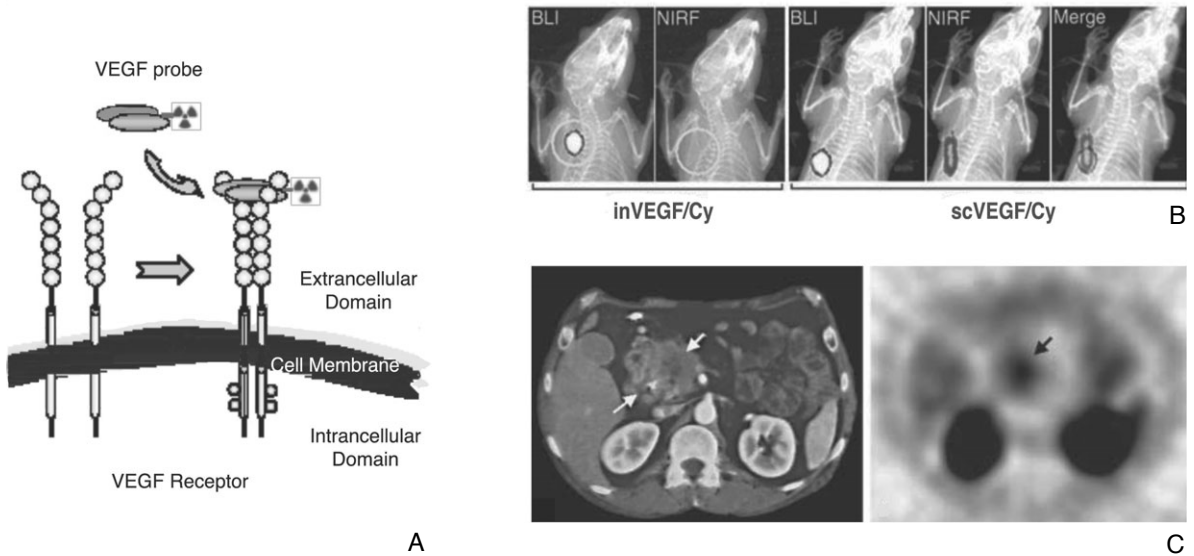 VEGF probe
Extrancellular
Domain
Cell Membrane
Intrancellular
Domain
VEGF Receptor
A
BLI
NIRF
BLI
NIRF
Merge
inVEGF/Cy
scVEGF/Cy
B
C